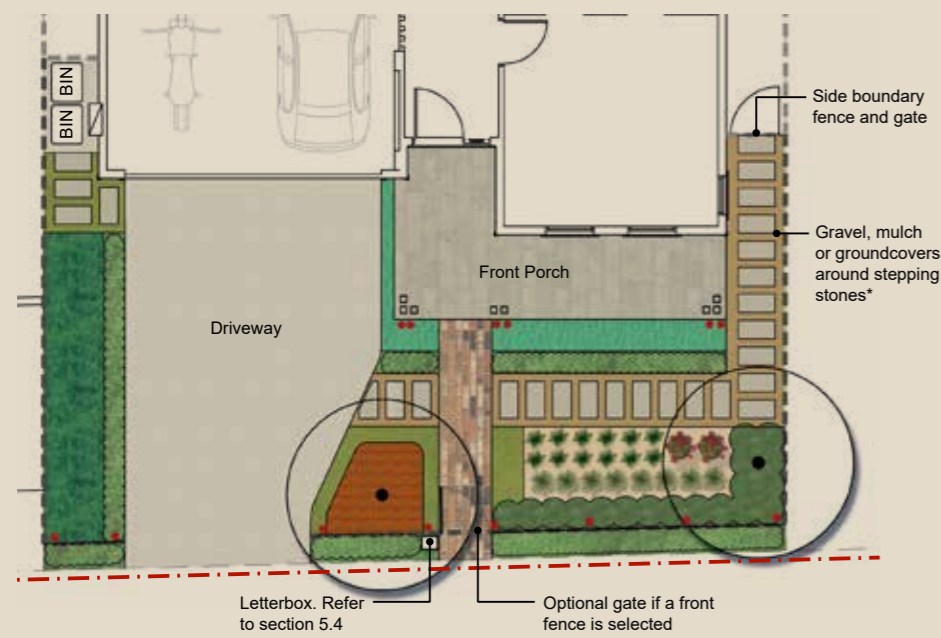 BIN
BIN
Side boundary
fence and gate
Gravel, mulch
or groundcovers
around stepping
stones*
Front Porch
Driveway
Letterbox. Refer
to section 5.4
Optional gate if a front
fence is selected